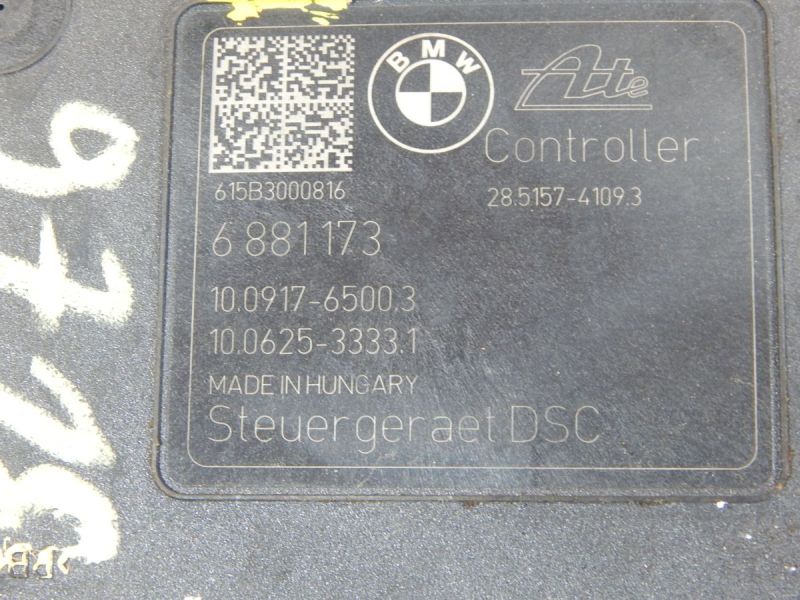 BMW
Ate
Controller
615B3000816
28.5157-4109.3
6 881 173
10.0917-6500.3
10.0625-3333.1
MADE IN HUNGARY
Steuergeraet DSC